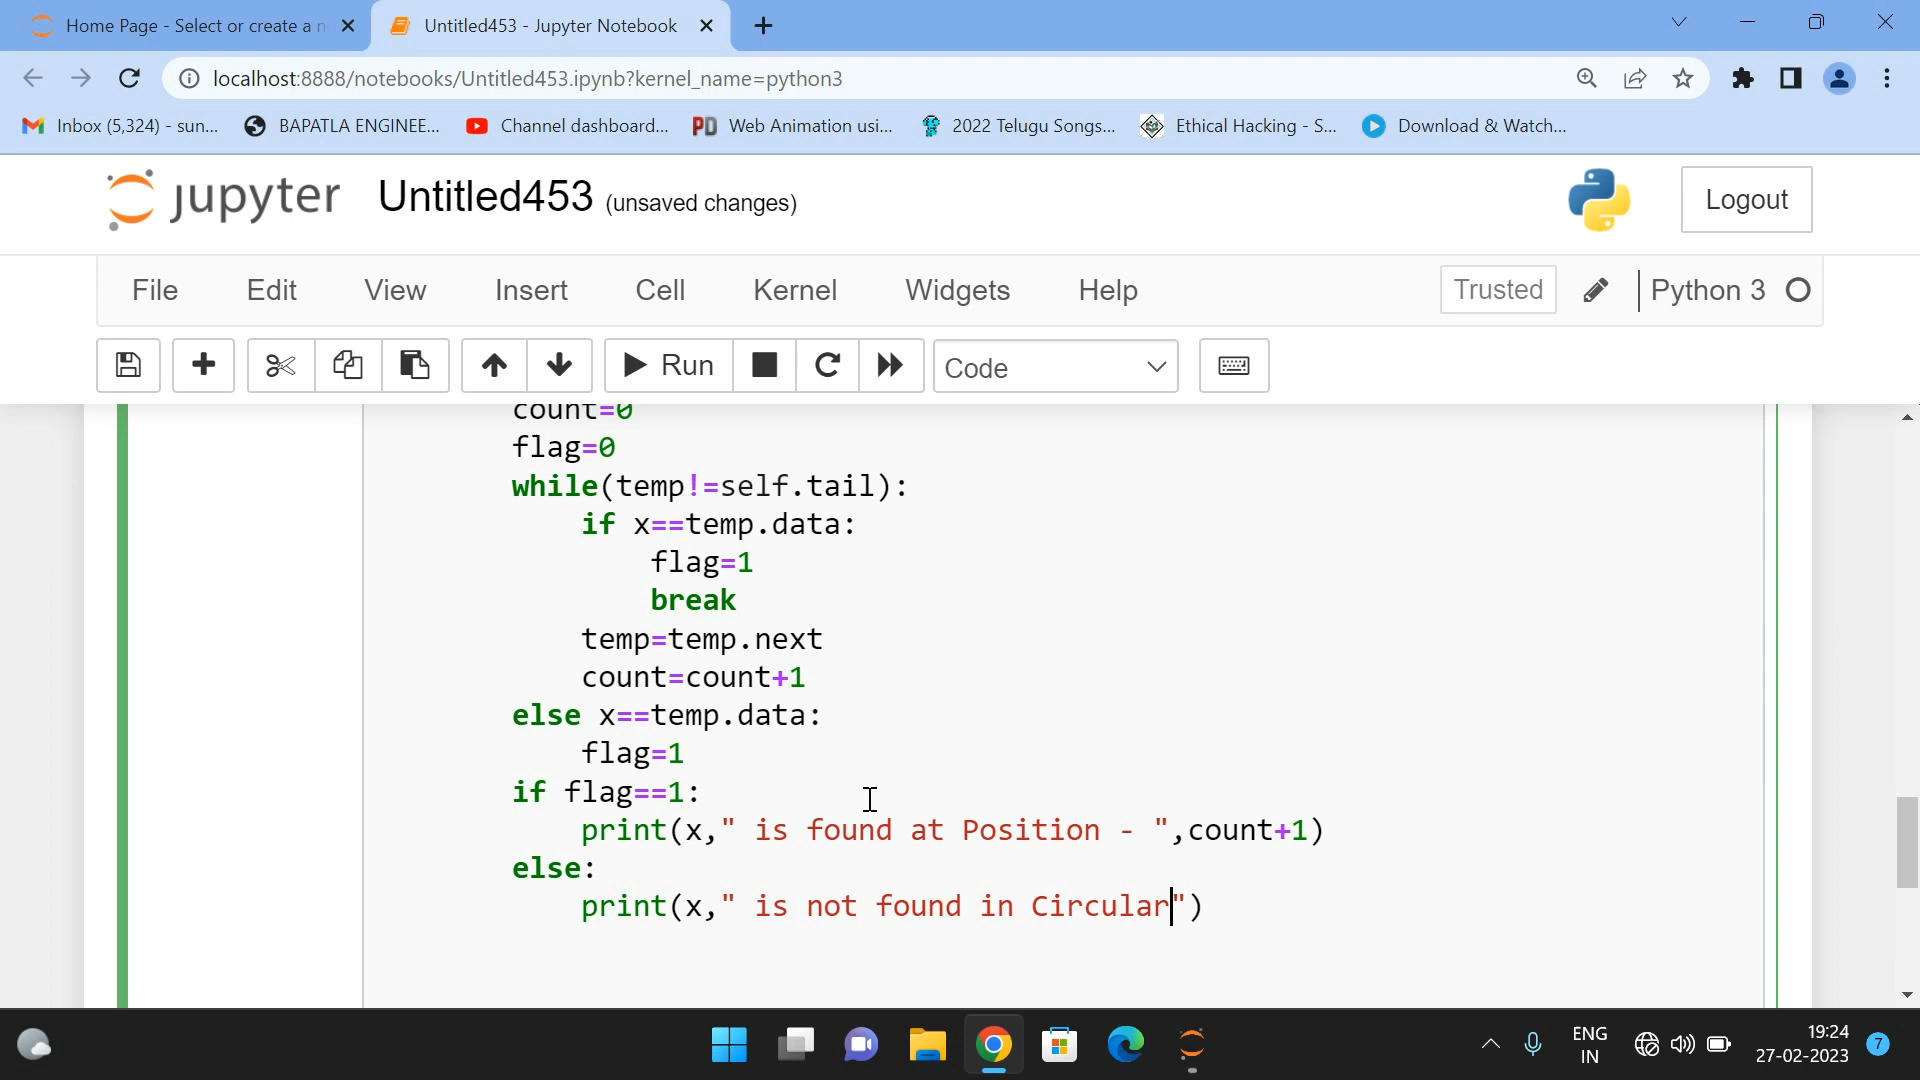 Home Page - Select or create a n
Untitled453 - Jupyter Notebook
localhost:8888/notebooks/Untitled453.ipynb?kernel_name=python3
Inbox (5,324) - sun...
BAPATLA ENGINEE...
Channel dashboard...
PD Web Animation usi...
2022 Telugu Songs...
Ethical Hacking - S...
Download & Watch...
jupyter Untitled453 (unsaved changes)
Logout
File Edit View Insert Cell Kernel Widgets Help
Trusted
Python 3
Run
Code
count=0
flag=0
while(temp!=self.tail):
if x==temp.data:
flag=1
break
temp=temp.next
count=count+1
else x==temp.data:
flag=1
if flag==1:
print(x," is found at Position - ",count+1)
else:
print(x," is not found in Circular")
ENG
IN
19:24
27-02-2023
7